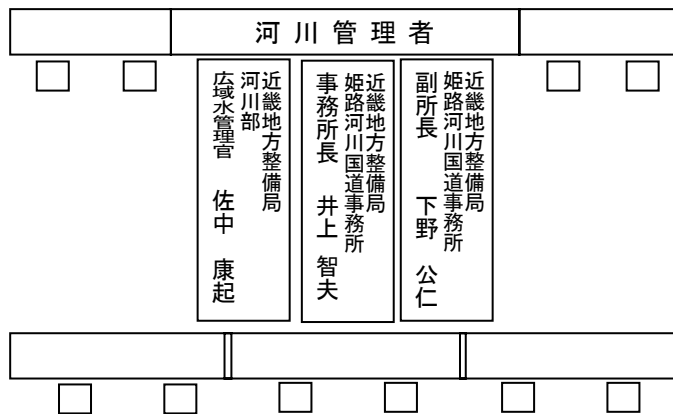 河川管理者
近畿地方整備局
姫路河川国道事務所
副所長 下野 公仁
近畿地方整備局
姫路河川国道事務所
事務所長 井上 智夫
近畿地方整備局
河川部
広域水管理官 佐中 康起